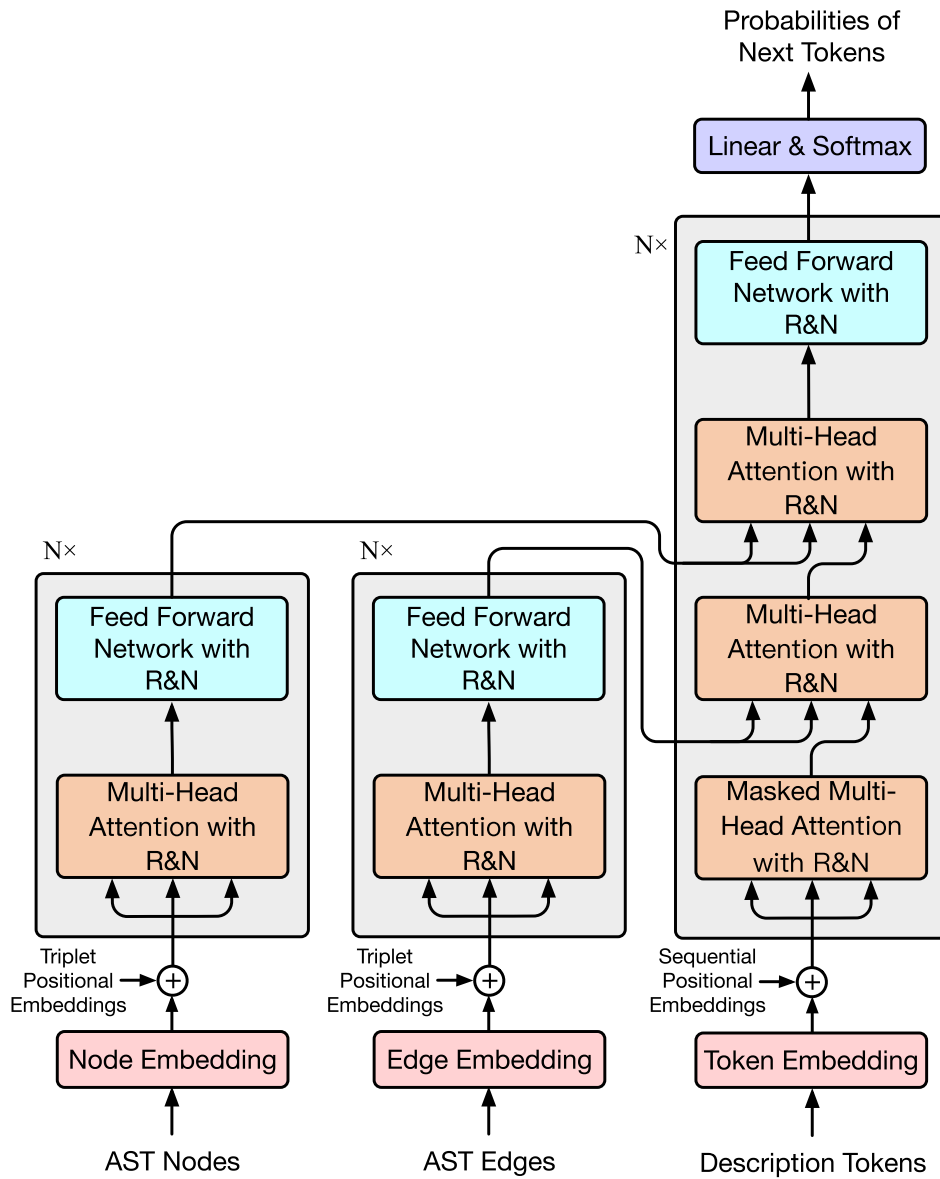 Probabilities of
Next Tokens
Linear & Softmax
N×
Feed Forward
Network with
R&N
Multi-Head
Attention with
R&N
Multi-Head
Attention with
R&N
Masked Multi-
Head Attention
with R&N
Sequential
Positional
Embeddings
+
Token Embedding
Description Tokens
N×
Feed Forward
Network with
R&N
Multi-Head
Attention with
R&N
Triplet
Positional
Embeddings
+
Node Embedding
AST Nodes
N×
Feed Forward
Network with
R&N
Multi-Head
Attention with
R&N
Triplet
Positional
Embeddings
+
Edge Embedding
AST Edges